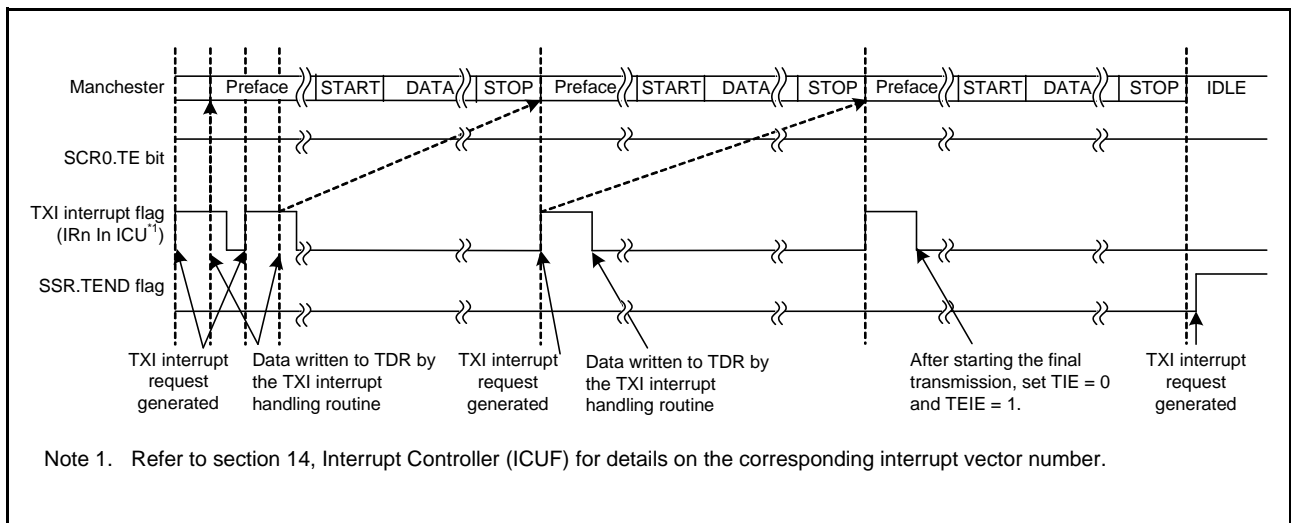 Manchester Preface START DATA STOP Preface START DATA STOP Preface START DATA STOP IDLE
SCR0.TE bit
TXI interrupt flag
(IRn In ICU*1)
SSR.TEND flag
TXI interrupt
request
generated
Data written to TDR by
the TXI interrupt
handling routine
TXI interrupt
request
generated
Data written to TDR by
the TXI interrupt
handling routine
After starting the final
transmission, set TIE = 0
and TEIE = 1.
TXI interrupt
request
generated
Note 1. Refer to section 14, Interrupt Controller (ICUF) for details on the corresponding interrupt vector number.